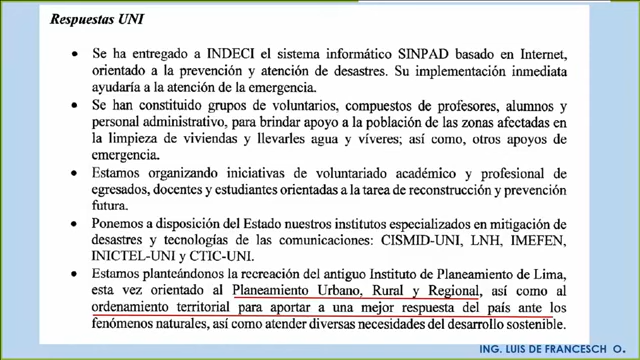 Respuestas UNI
• Se ha entregado a INDECI el sistema informático SINPAD basado en Internet,
orientado a la prevención y atención de desastres. Su implementación inmediata
ayudaría a la atención de la emergencia.
• Se han constituido grupos de voluntarios, compuestos de profesores, alumnos y
personal administrativo, para brindar apoyo a la población de las zonas afectadas en
la limpieza de viviendas y llevarles agua y víveres; así como, otros apoyos de
emergencia.
• Estamos organizando iniciativas de voluntariado académico y profesional de
egresados, docentes y estudiantes orientadas a la tarea de reconstrucción y prevención
futura.
• Ponemos a disposición del Estado nuestros institutos especializados en mitigación de
desastres y tecnologías de las comunicaciones: CISMID-UNI, LNH, IMEFEN,
INICTEL-UNI y CTIC-UNI.
• Estamos planteándonos la recreación del antiguo Instituto de Planeamiento de Lima,
esta vez orientado al Planeamiento Urbano, Rural y Regional, así como al
ordenamiento territorial para aportar a una mejor respuesta del país ante los
fenómenos naturales, así como atender diversas necesidades del desarrollo sostenible.
ING. LUIS DE FRANCESCH O.